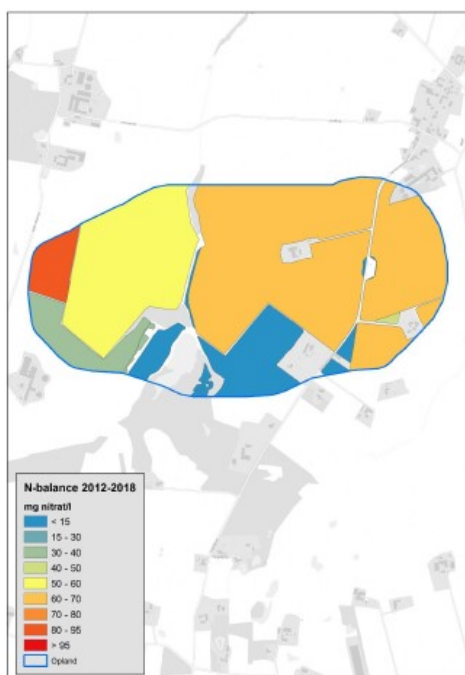 N-balance 2012-2018
mg nitrat/l
< 15
15 - 30
30 - 40
40 - 50
50 - 60
60 - 70
70 - 80
80 - 95
> 95
Opland